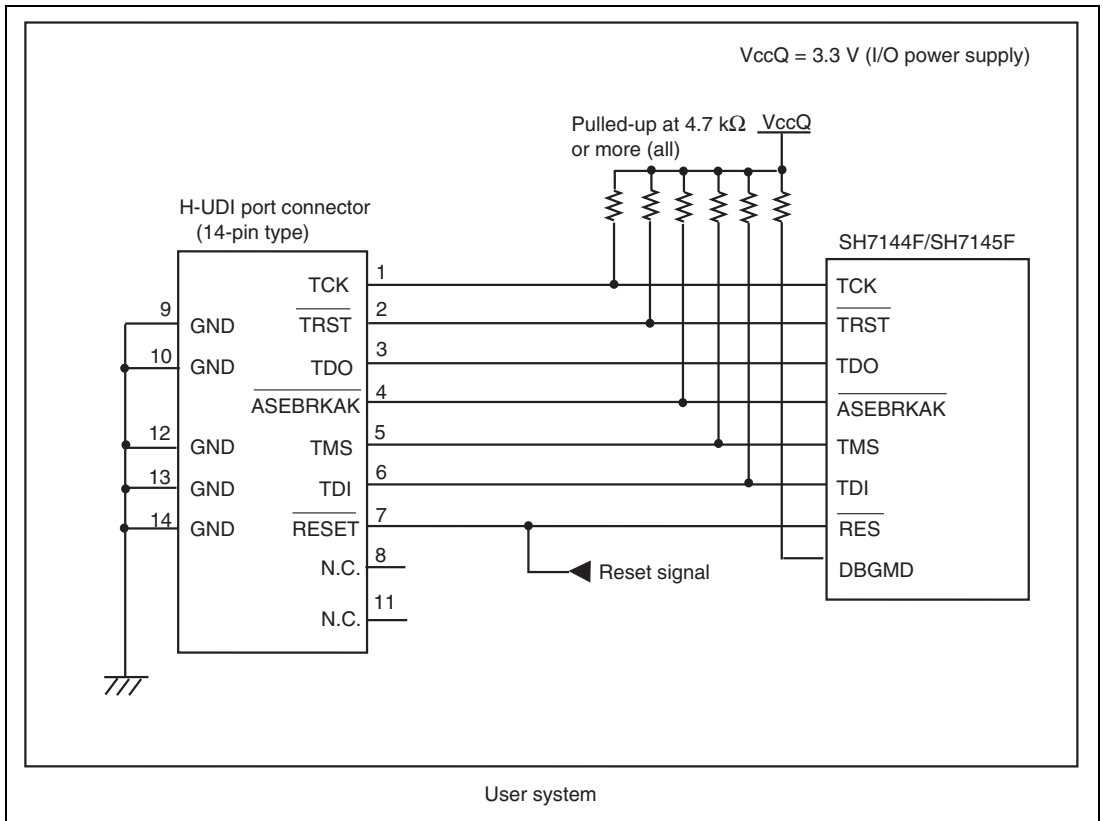 VccQ = 3.3 V (I/O power supply)
Pulled-up at 4.7 kΩ
or more (all)
VccQ
H-UDI port connector
(14-pin type)
SH7144F/SH7145F
TCK
1
TCK
9
GND
TRST
2
TRST
10
GND
TDO
3
TDO
ASEBRKAK
4
ASEBRKAK
12
GND
TMS
5
TMS
13
GND
TDI
6
TDI
14
GND
RESET
7
RES
N.C.
8
Reset signal
DBGMD
N.C.
11
User system